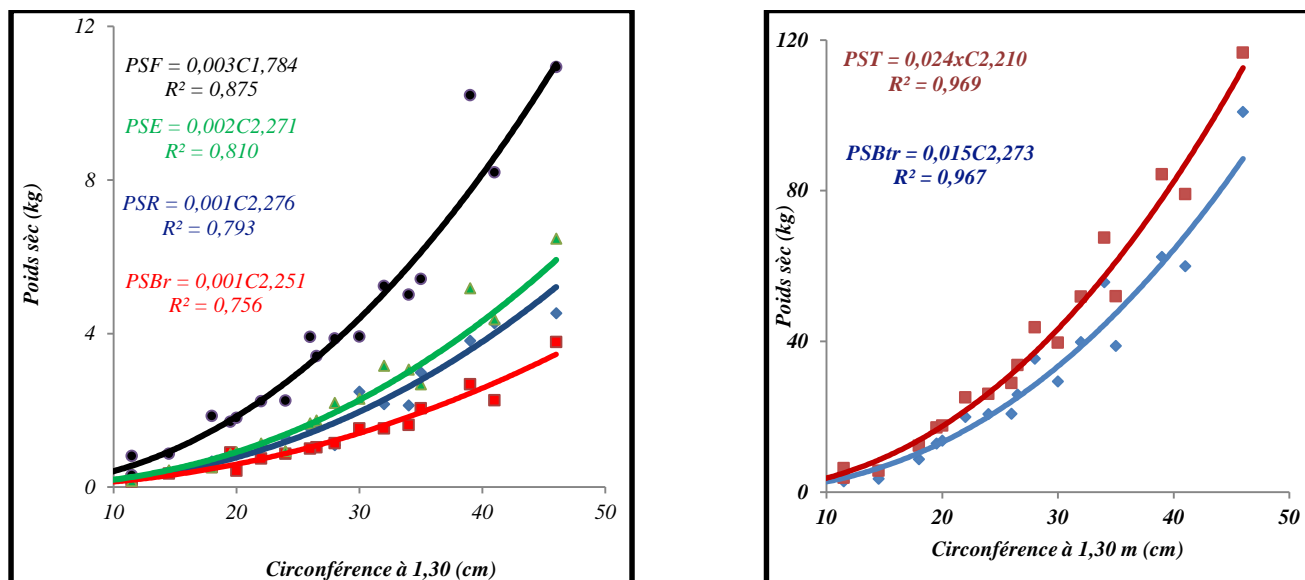 12
8
4
0
10
20
30
40
50
Poids sèc (kg)
Circonférence à 1,30 (cm)
PSF = 0,003C1,784
R² = 0,875
PSE = 0,002C2,271
R² = 0,810
PSR = 0,001C2,276
R² = 0,793
PSBr = 0,001C2,251
R² = 0,756
120
80
40
0
10
20
30
40
50
Poids sèc (kg)
Circonférence à 1,30 m (cm)
PST = 0,024xC2,210
R² = 0,969
PSBtr = 0,015C2,273
R² = 0,967